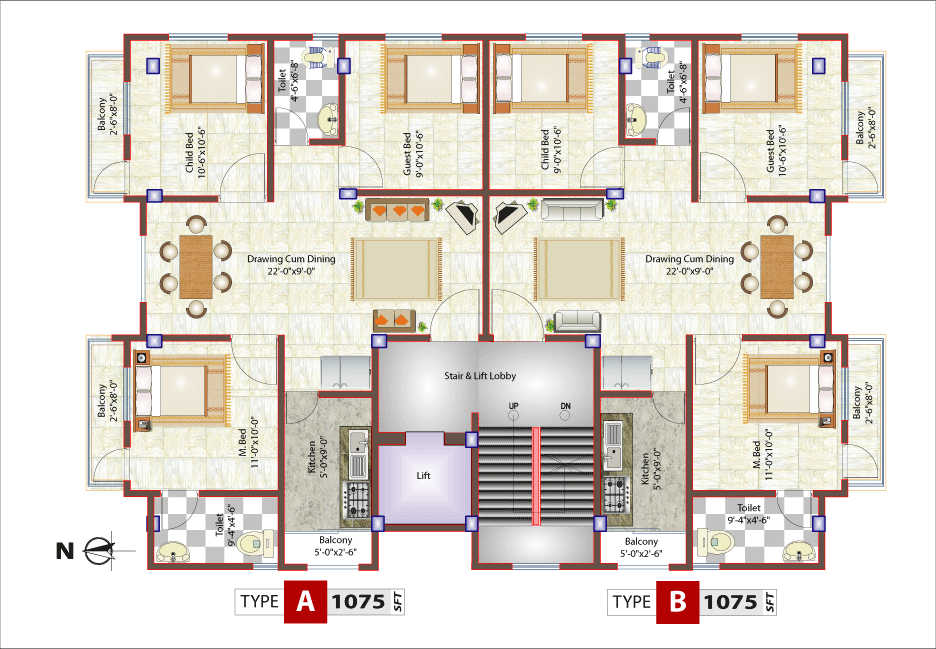 Balcony
2'-6"x8'-0"
Child Bed
10'-6"x10'-6"
Toilet
4'-6"x6'-8"
Guest Bed
9'-0"x10'-6"
Child Bed
9'-0"x10'-6"
Toilet
4'-6"x6'-8"
Guest Bed
10'-6"x10'-6"
Balcony
2'-6"x8'-0"
Drawing Cum Dining
22'-0"x9'-0"
Drawing Cum Dining
22'-0"x9'-0"
Balcony
2'-6"x8'-0"
M. Bed
11-0"x10'-0"
Stair & Lift Lobby
UP
DN
Lift
Kitchen
5'-0"x9'-0"
Kitchen
5'-0"x9'-0"
M. Bed
11-0"x10'-0"
Balcony
2'-6"x8'-0"
Toilet
9'-4"x4'-6"
Balcony
5'-0"x2'-6"
Balcony
5'-0"x2'-6"
Toilet
9'-4"x4'-6"
N
TYPE A 1075 SFT
TYPE B 1075 SFT